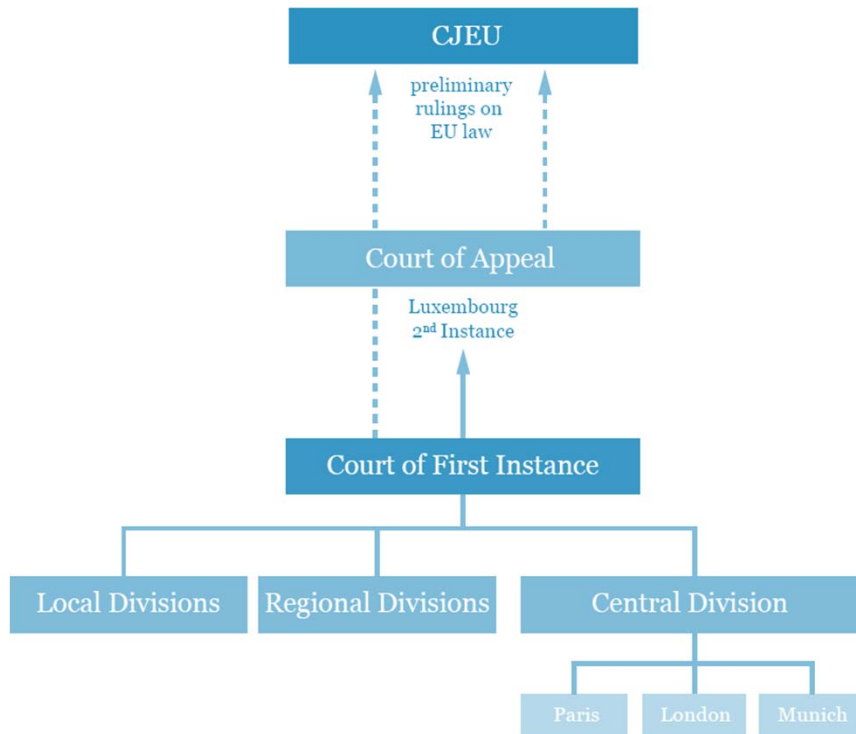 CJEU
preliminary
rulings on
EU law
Court of Appeal
Luxembourg
2nd Instance
Court of First Instance
Local Divisions
Regional Divisions
Central Division
Paris
London
Munich